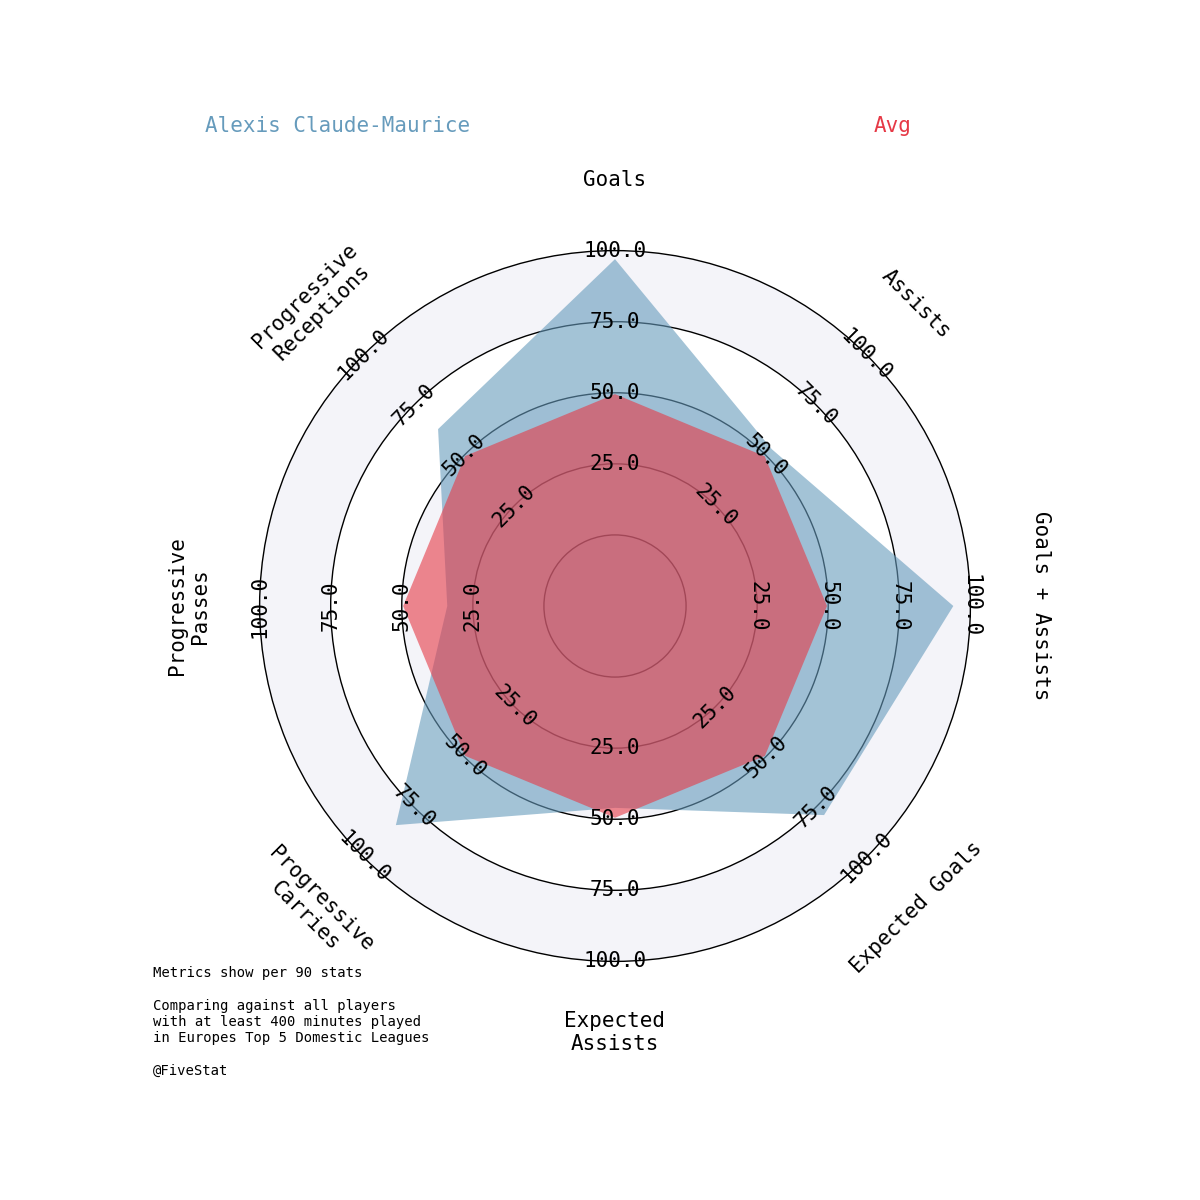 Alexis Claude-Maurice
Avg
Goals
Assists
Goals + Assists
Expected Goals
Expected
Assists
Progressive
Carries
Progressive
Passes
Progressive
Receptions
25.0
50.0
75.0
100.0
25.0
50.0
75.0
100.0
25.0
50.0
75.0
100.0
25.0
50.0
75.0
100.0
25.0
50.0
75.0
100.0
25.0
50.0
75.0
100.0
25.0
50.0
75.0
100.0
25.0
50.0
75.0
100.0
Metrics show per 90 stats
Comparing against all players
with at least 400 minutes played
in Europes Top 5 Domestic Leagues
@FiveStat